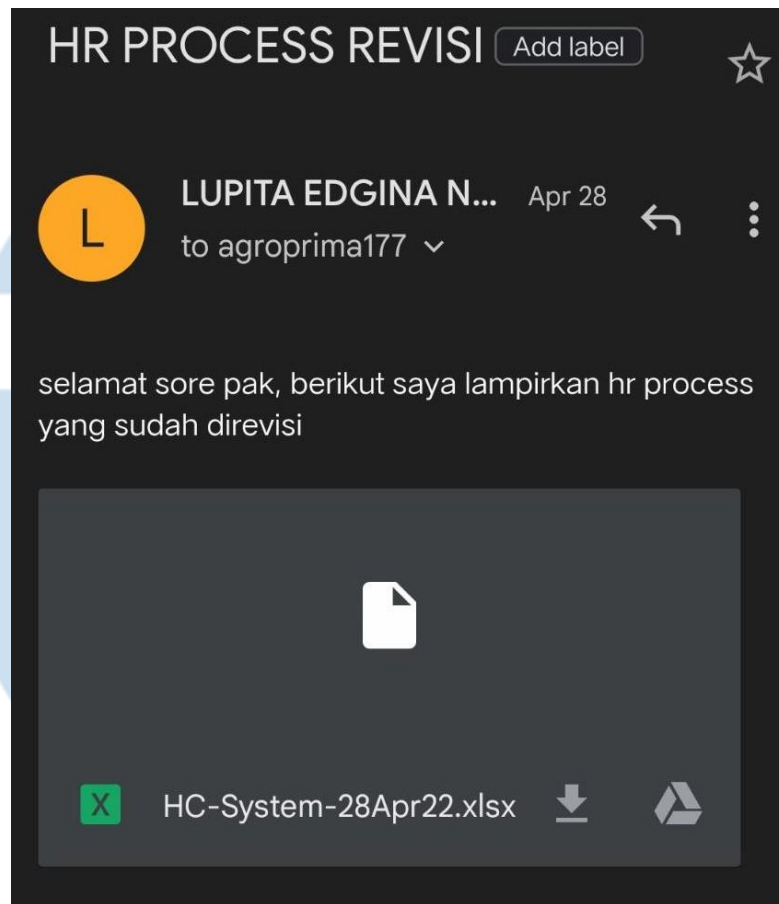 HR PROCESS REVISI Add label
LUPITA EDGINA N... Apr 28
L
to agroprima177
selamat sore pak, berikut saya lampirkan hr process
yang sudah direvisi
X HC-System-28Apr22.xlsx